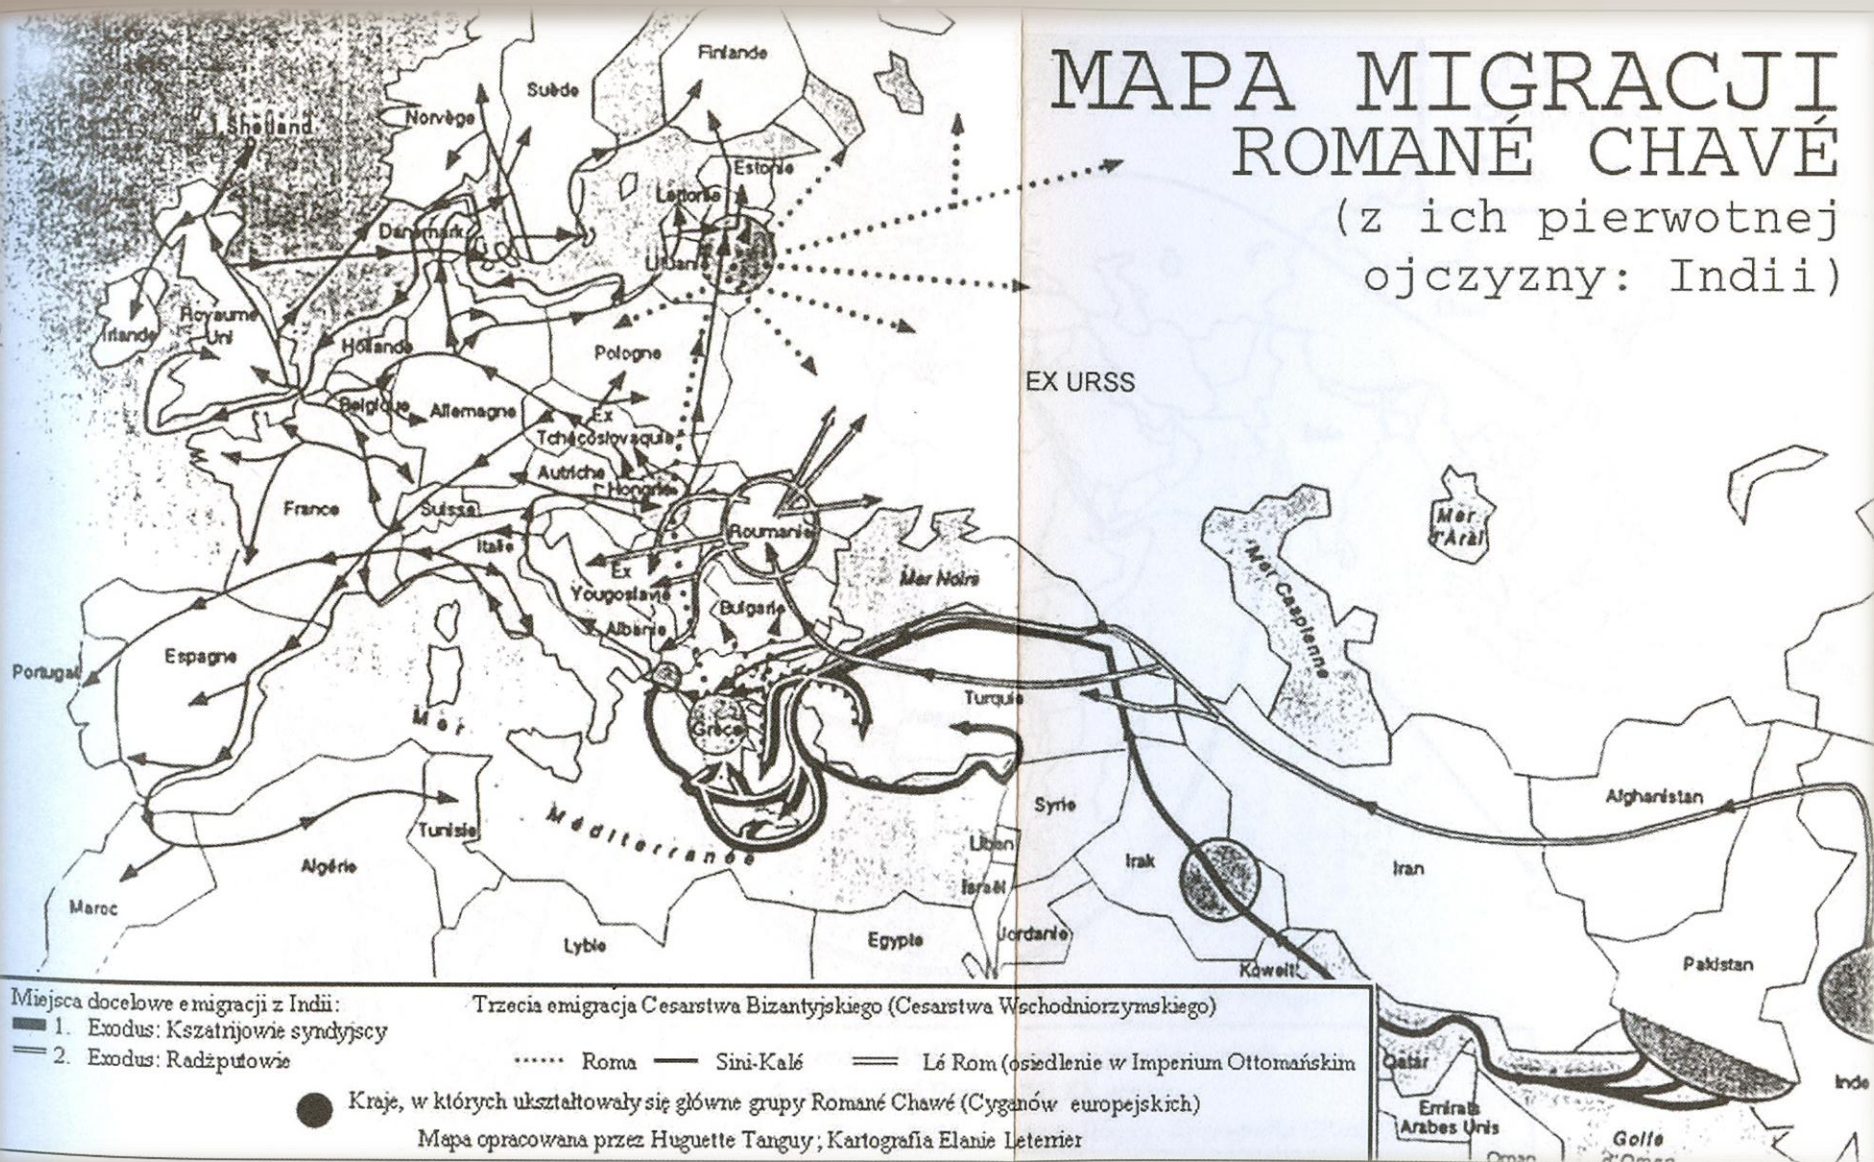 MAPA MIGRACJI
ROMANÉ CHAVÉ
(z ich pierwotnej
ojczyzny: Indii)
Finlande
Suède
Norvège
I. Shetland
Estonie
Lettonie
Danemark
Lituanie
Royaume
Uni
Irlande
Hollande
Pologne
EX URSS
Belgique
Allemagne
Ex
Tchécoslovaquie
Autriche
Hongrie
France
Suisse
Roumanie
Mer
d'Aral
Italie
Ex
Yougoslavie
Mer Noire
Mer Caspienne
Bulgarie
Albanie
Espagne
Portugal
Turquie
Mer
Grèce
Méditerranée
Syrie
Afghanistan
Tunisie
Liban
Irak
Iran
Algérie
Israël
Maroc
Lybie
Egypte
Jordanie
Koweit
Pakistan
Miejsca docelowe emigracji z Indii:
1. Exodus: Kszatrijowie syndyjscy
2. Exodus: Radżputowie
Trzecia emigracja Cesarstwa Bizantyjskiego (Cesarstwa Wschodniorzymskiego)
Roma Sini-Kalé Lé Rom (osiedlenie w Imperium Ottomańskim
Kraje, w których ukształtowały się główne grupy Romané Chawé (Cyganów europejskich)
Mapa opracowana przez Huguette Tanguy; Kartografia Elanie Leterrier
Qatar
Emirats
Arabes Unis
Oman
Inde
Golfe
d'Oman